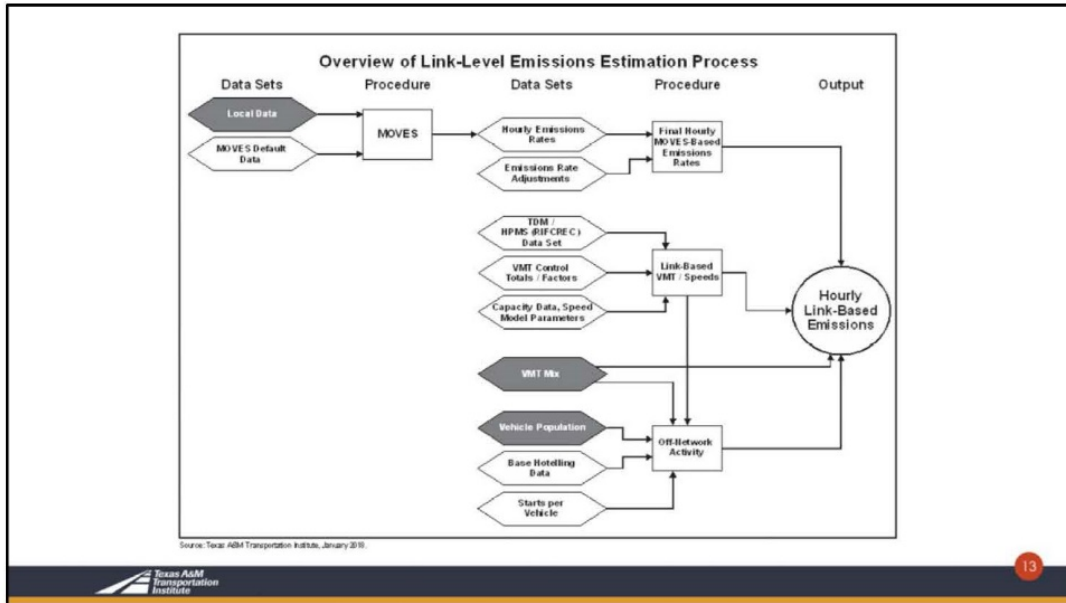 Overview of Link-Level Emissions Estimation Process
Data Sets
Procedure
Data Sets
Procedure
Output
Local Data
MOVES Default
Data
MOVES
Hourly Emissions
Rates
Emissions Rate
Adjustments
Final Hourly
MOVES-Based
Emissions
Rates
TDM /
HPMS (RIFCREC)
Data Set
VMT Control
Totals / Factors
Capacity Data, Speed
Model Parameters
Link-Based
VMT / Speeds
Hourly
Link-Based
Emissions
VMT Mix
Vehicle Population
Base Hotelling
Data
Starts per
Vehicle
Off-Network
Activity
Source: Texas A&M Transportation Institute, January 2018.
Texas A&M
Transportation
Institute
13